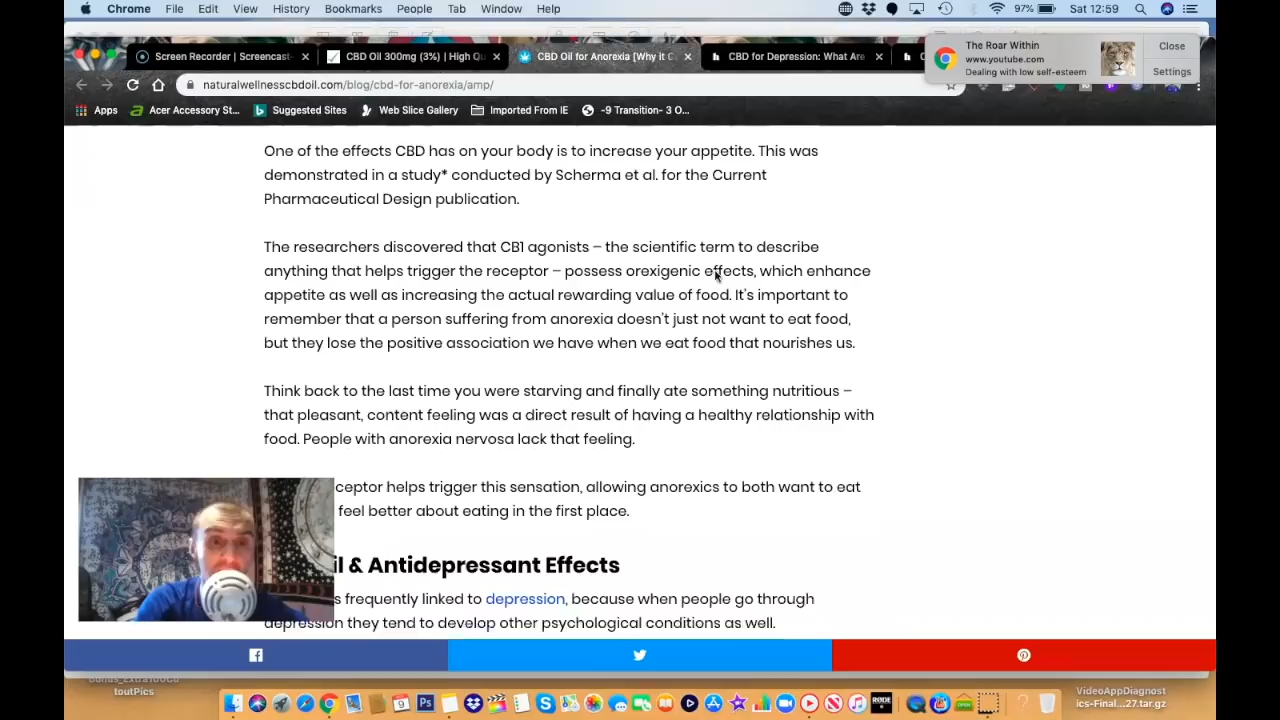 Chrome File Edit View History Bookmarks People Tab Window Help 97% Sat 12:59
Screen Recorder | Screencast- CBD Oil 300mg (3%) | High Qu CBD Oil for Anorexia [Why it C CBD for Depression: What Are
The Roar Within
www.youtube.com
Dealing with low self-esteem
Close
Settings
naturalwellnesscbdoil.com/blog/cbd-for-anorexia/amp/
Apps Acer Accessory St... Suggested Sites Web Slice Gallery Imported From IE -9 Transition- 3 O...
One of the effects CBD has on your body is to increase your appetite. This was
demonstrated in a study* conducted by Scherma et al. for the Current
Pharmaceutical Design publication.
The researchers discovered that CB1 agonists – the scientific term to describe
anything that helps trigger the receptor – possess orexigenic effects, which enhance
appetite as well as increasing the actual rewarding value of food. It's important to
remember that a person suffering from anorexia doesn't just not want to eat food,
but they lose the positive association we have when we eat food that nourishes us.
Think back to the last time you were starving and finally ate something nutritious –
that pleasant, content feeling was a direct result of having a healthy relationship with
food. People with anorexia nervosa lack that feeling.
ceptor helps trigger this sensation, allowing anorexics to both want to eat
feel better about eating in the first place.
il & Antidepressant Effects
s frequently linked to depression, because when people go through
depression they tend to develop other psychological conditions as well.
toutPics
VideoAppDiagnost
ics-Final...27.tar.gz